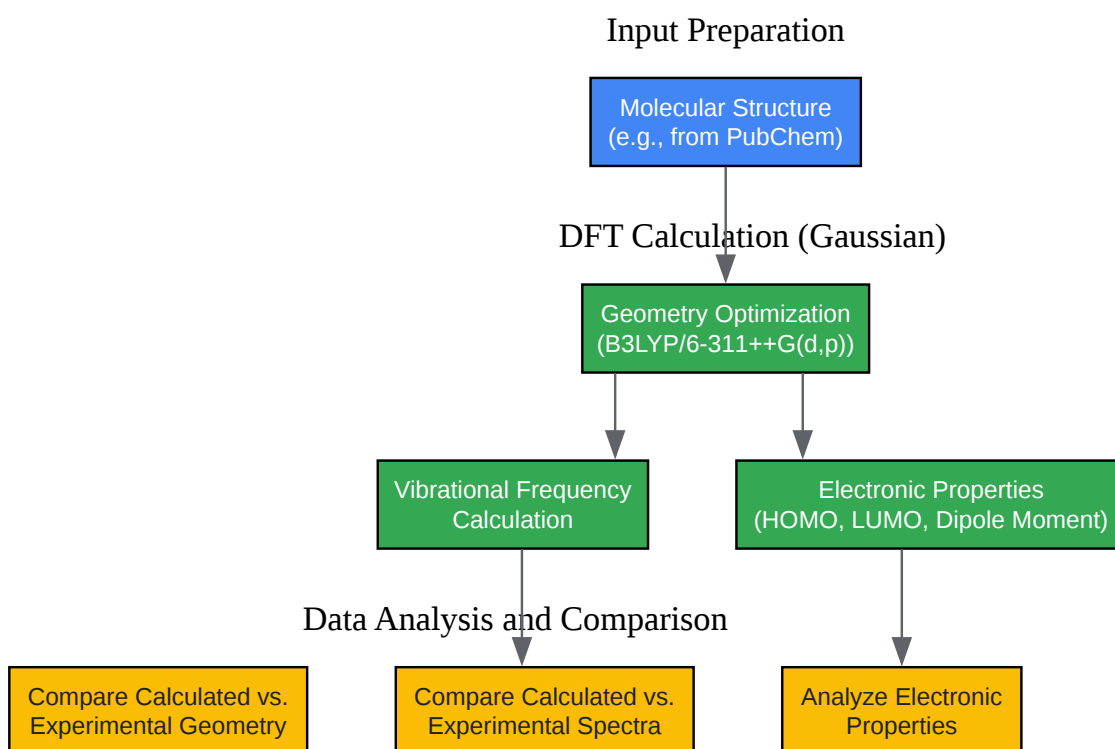 Input Preparation
Molecular Structure
(e.g., from PubChem)
DFT Calculation (Gaussian)
Geometry Optimization
(B3LYP/6-311++G(d,p))
Vibrational Frequency
Calculation
Electronic Properties
(HOMO, LUMO, Dipole Moment)
Data Analysis and Comparison
Compare Calculated vs.
Experimental Geometry
Compare Calculated vs.
Experimental Spectra
Analyze Electronic
Properties